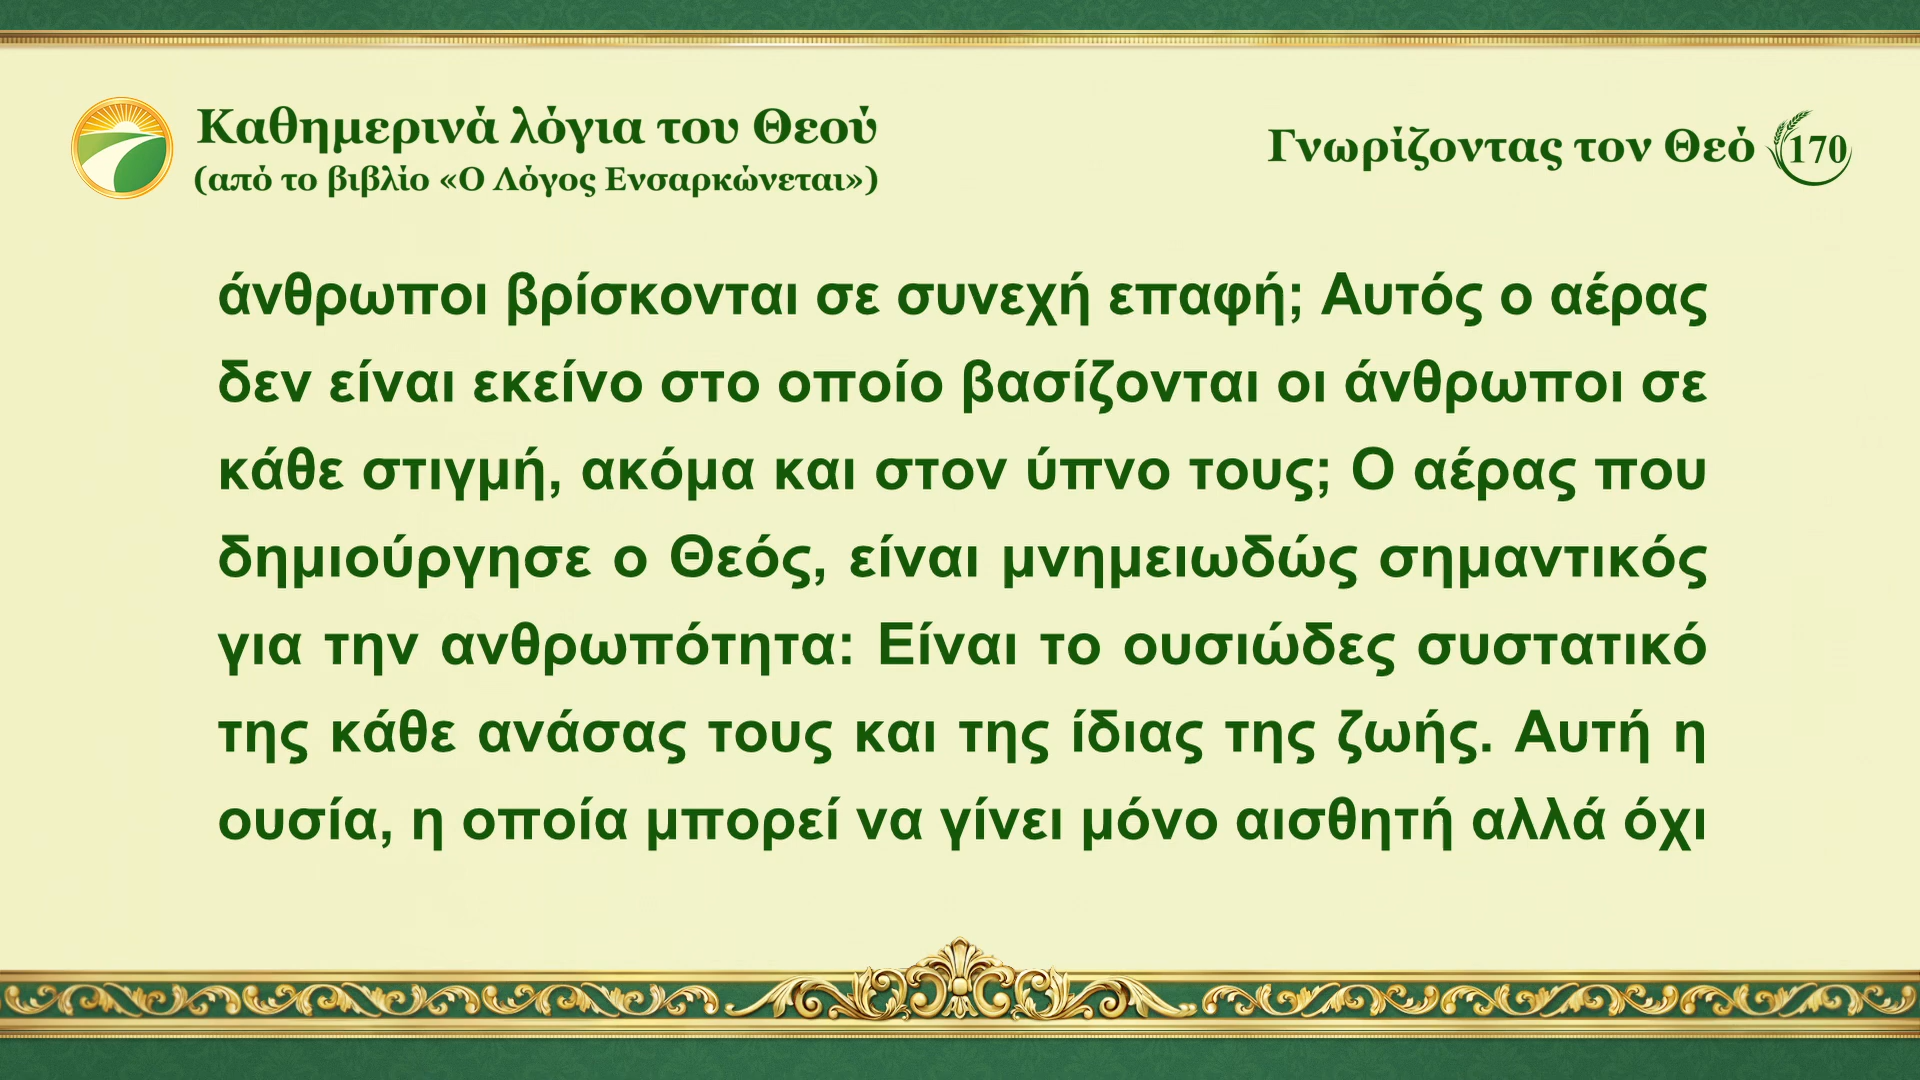 Καθημερινά λόγια του Θεού
(από το βιβλίο «Ο Λόγος Ενσαρκώνεται»)
Γνωρίζοντας τον Θεό 170
άνθρωποι βρίσκονται σε συνεχή επαφή; Αυτός ο αέρας
δεν είναι εκείνο στο οποίο βασίζονται οι άνθρωποι σε
κάθε στιγμή, ακόμα και στον ύπνο τους; Ο αέρας που
δημιούργησε ο Θεός, είναι μνημειωδώς σημαντικός
για την ανθρωπότητα: Είναι το ουσιώδες συστατικό
της κάθε ανάσας τους και της ίδιας της ζωής. Αυτή η
ουσία, η οποία μπορεί να γίνει μόνο αισθητή αλλά όχι